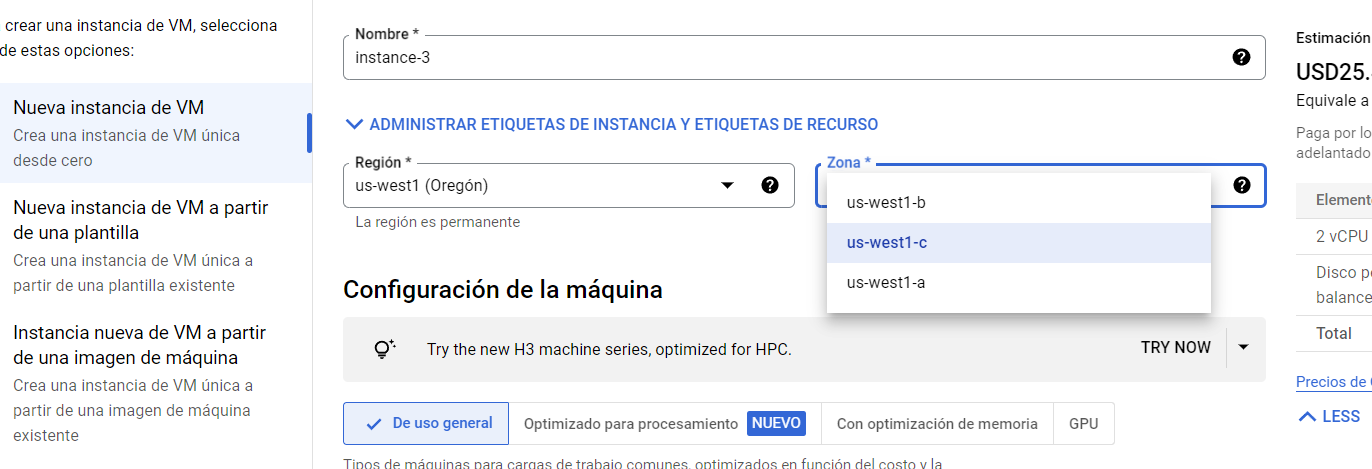 crear una instancia de VM, selecciona
de estas opciones:
Nueva instancia de VM
Crea una instancia de VM única
desde cero
Nueva instancia de VM a partir
de una plantilla
Crea una instancia de VM única a
partir de una plantilla existente
Instancia nueva de VM a partir
de una imagen de máquina
Crea una instancia de VM única a
partir de una imagen de máquina
existente
Nombre *
instance-3
ADMINISTRAR ETIQUETAS DE INSTANCIA Y ETIQUETAS DE RECURSO
Región *
us-west1 (Oregón)
La región es permanente
Zona *
us-west1-b
us-west1-c
us-west1-a
Configuración de la máquina
Try the new H3 machine series, optimized for HPC.
TRY NOW
De uso general
Optimizado para procesamiento NUEVO
Con optimización de memoria
GPU
Tipos de máquinas para cargas de trabajo comunes, optimizados en función del costo y la
Estimación
USD25.
Equivale a
Paga por lo
adelantado
Element
2 vCPU
Disco p
balance
Total
Precios de
LESS